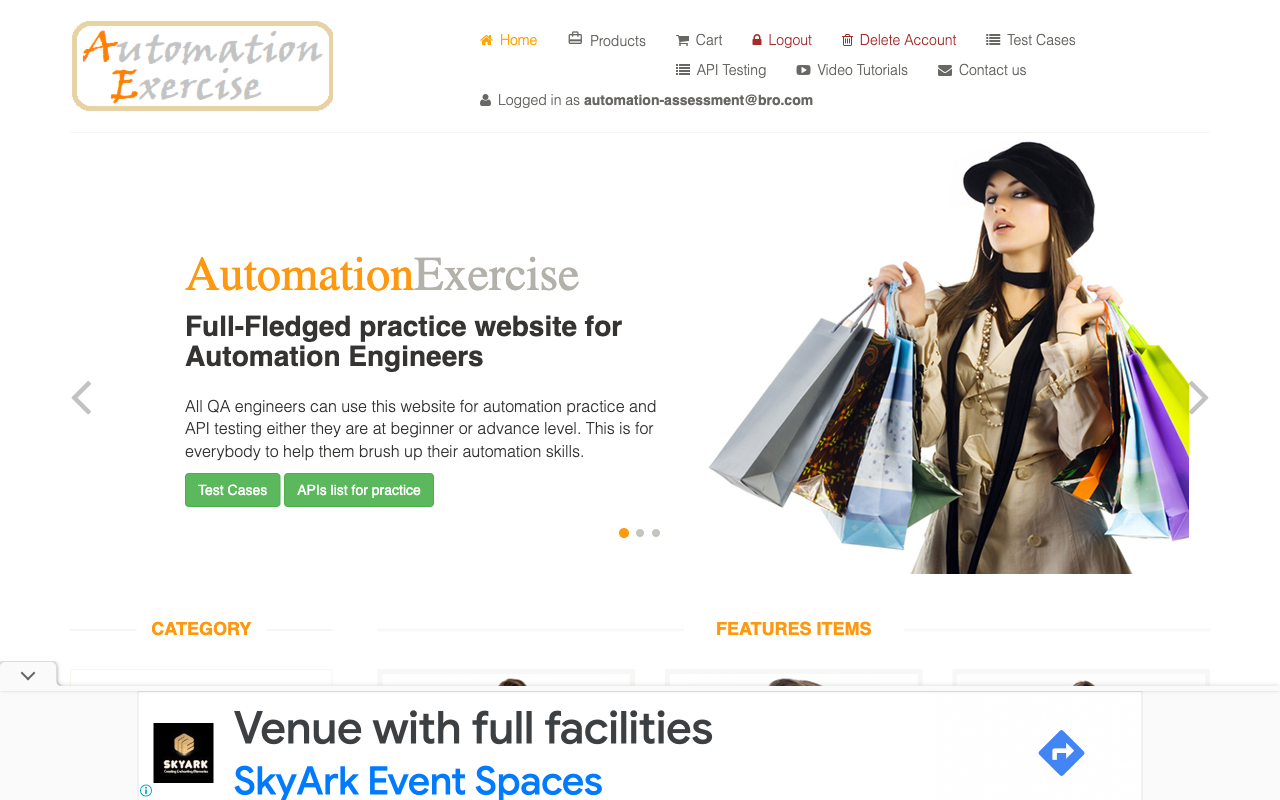 Automation
Exercise
Home Products Cart Logout Delete Account Test Cases
API Testing Video Tutorials Contact us
Logged in as automation-assessment@bro.com
AutomationExercise
Full-Fledged practice website for
Automation Engineers
All QA engineers can use this website for automation practice and
API testing either they are at beginner or advance level. This is for
everybody to help them brush up their automation skills.
Test Cases APIs list for practice
CATEGORY FEATURES ITEMS
Venue with full facilities
SKYARK
SkyArk Event Spaces